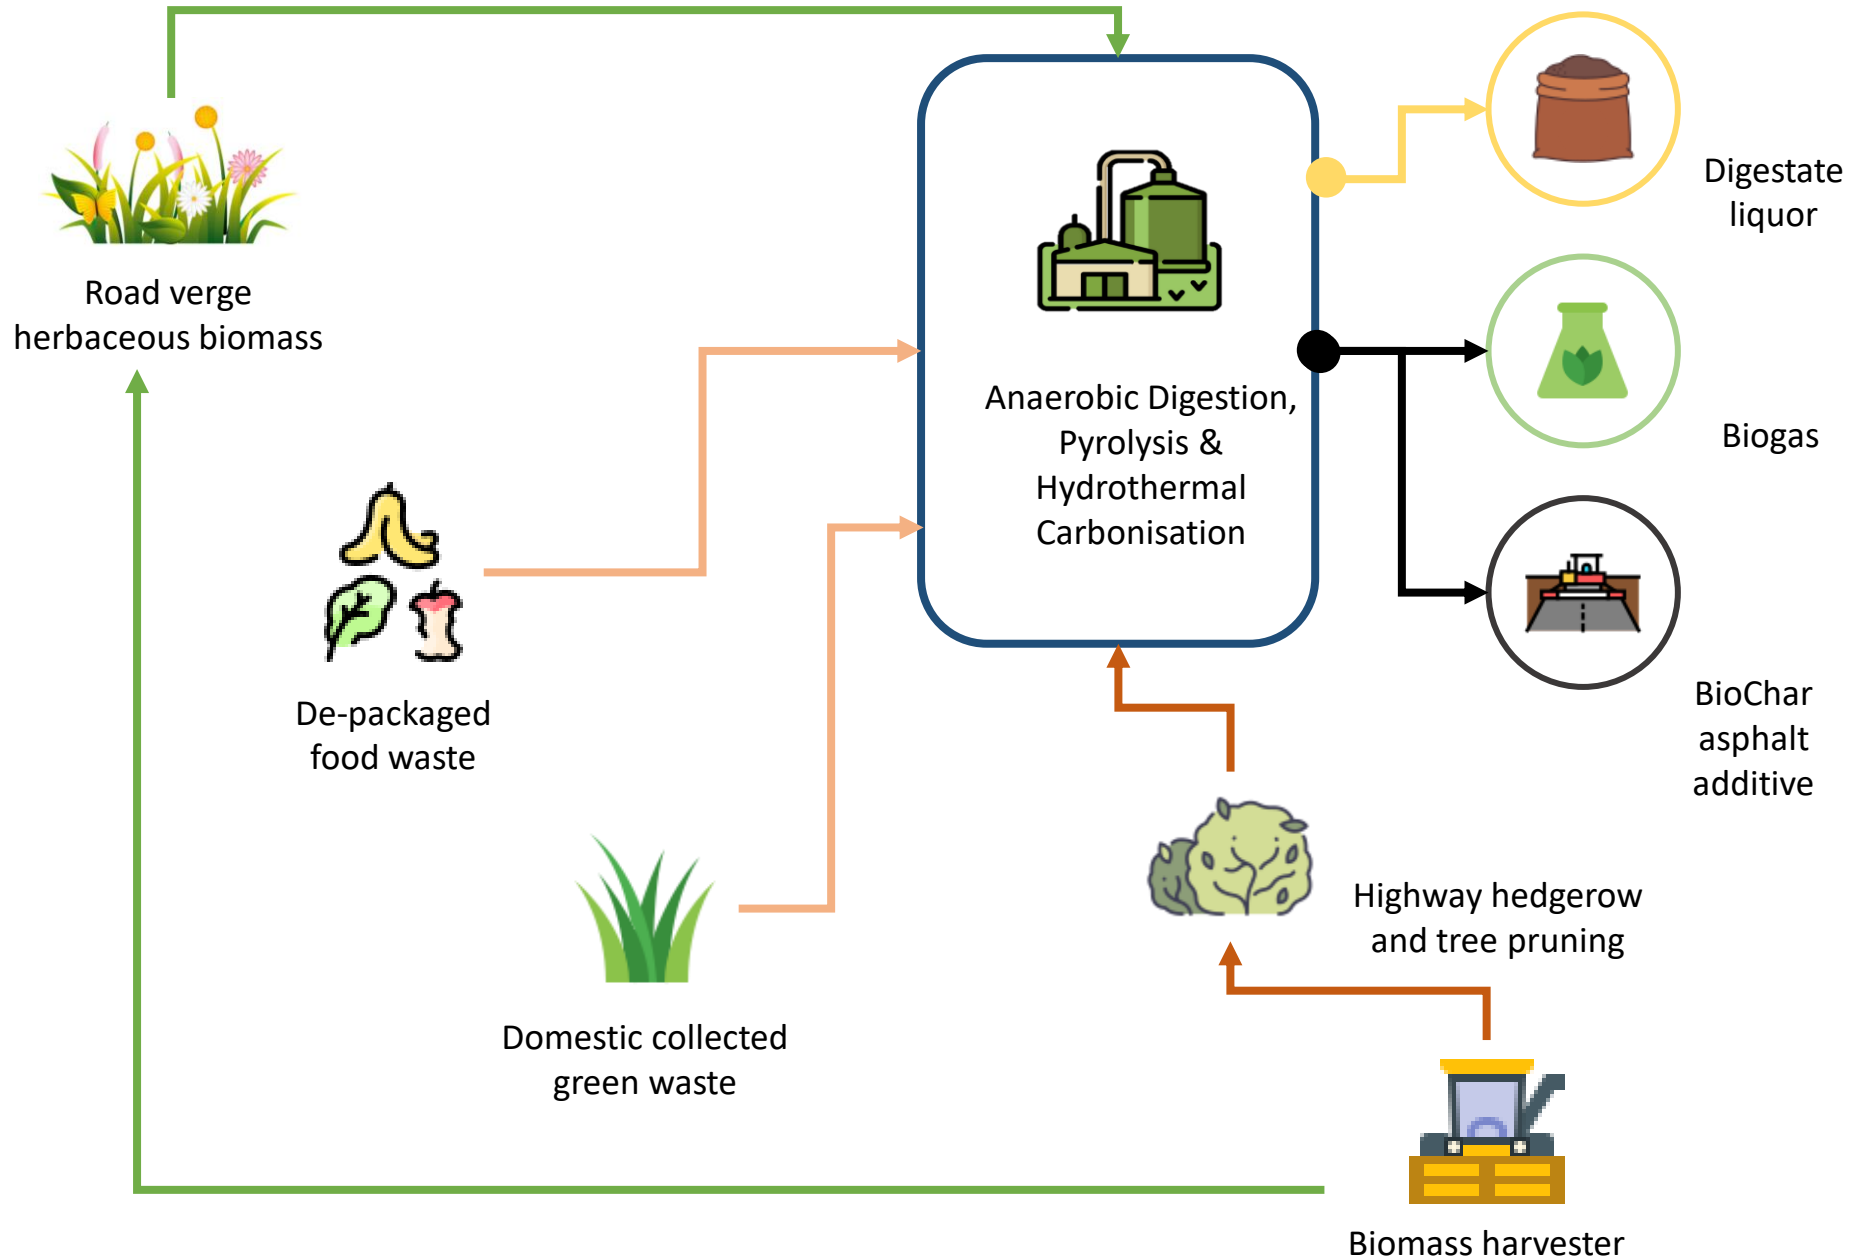 Road verge
herbaceous biomass
De-packaged
food waste
Domestic collected
green waste
Anaerobic Digestion,
Pyrolysis &
Hydrothermal
Carbonisation
Digestate
liquor
Biogas
BioChar
asphalt
additive
Highway hedgerow
and tree pruning
Biomass harvester